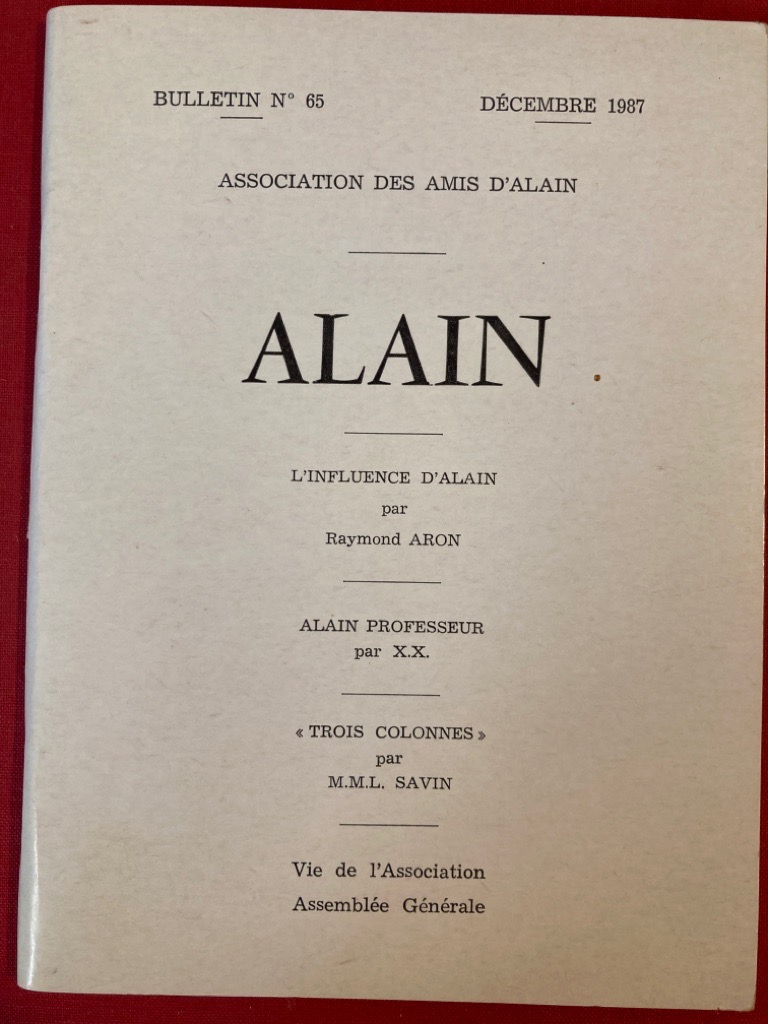 BULLETIN N° 65 DÉCEMBRE 1987
ASSOCIATION DES AMIS D'ALAIN
ALAIN
L'INFLUENCE D'ALAIN
par
Raymond ARON
ALAIN PROFESSEUR
par X.X.
« TROIS COLONNES »
par
M.M.L. SAVIN
Vie de l'Association
Assemblée Générale